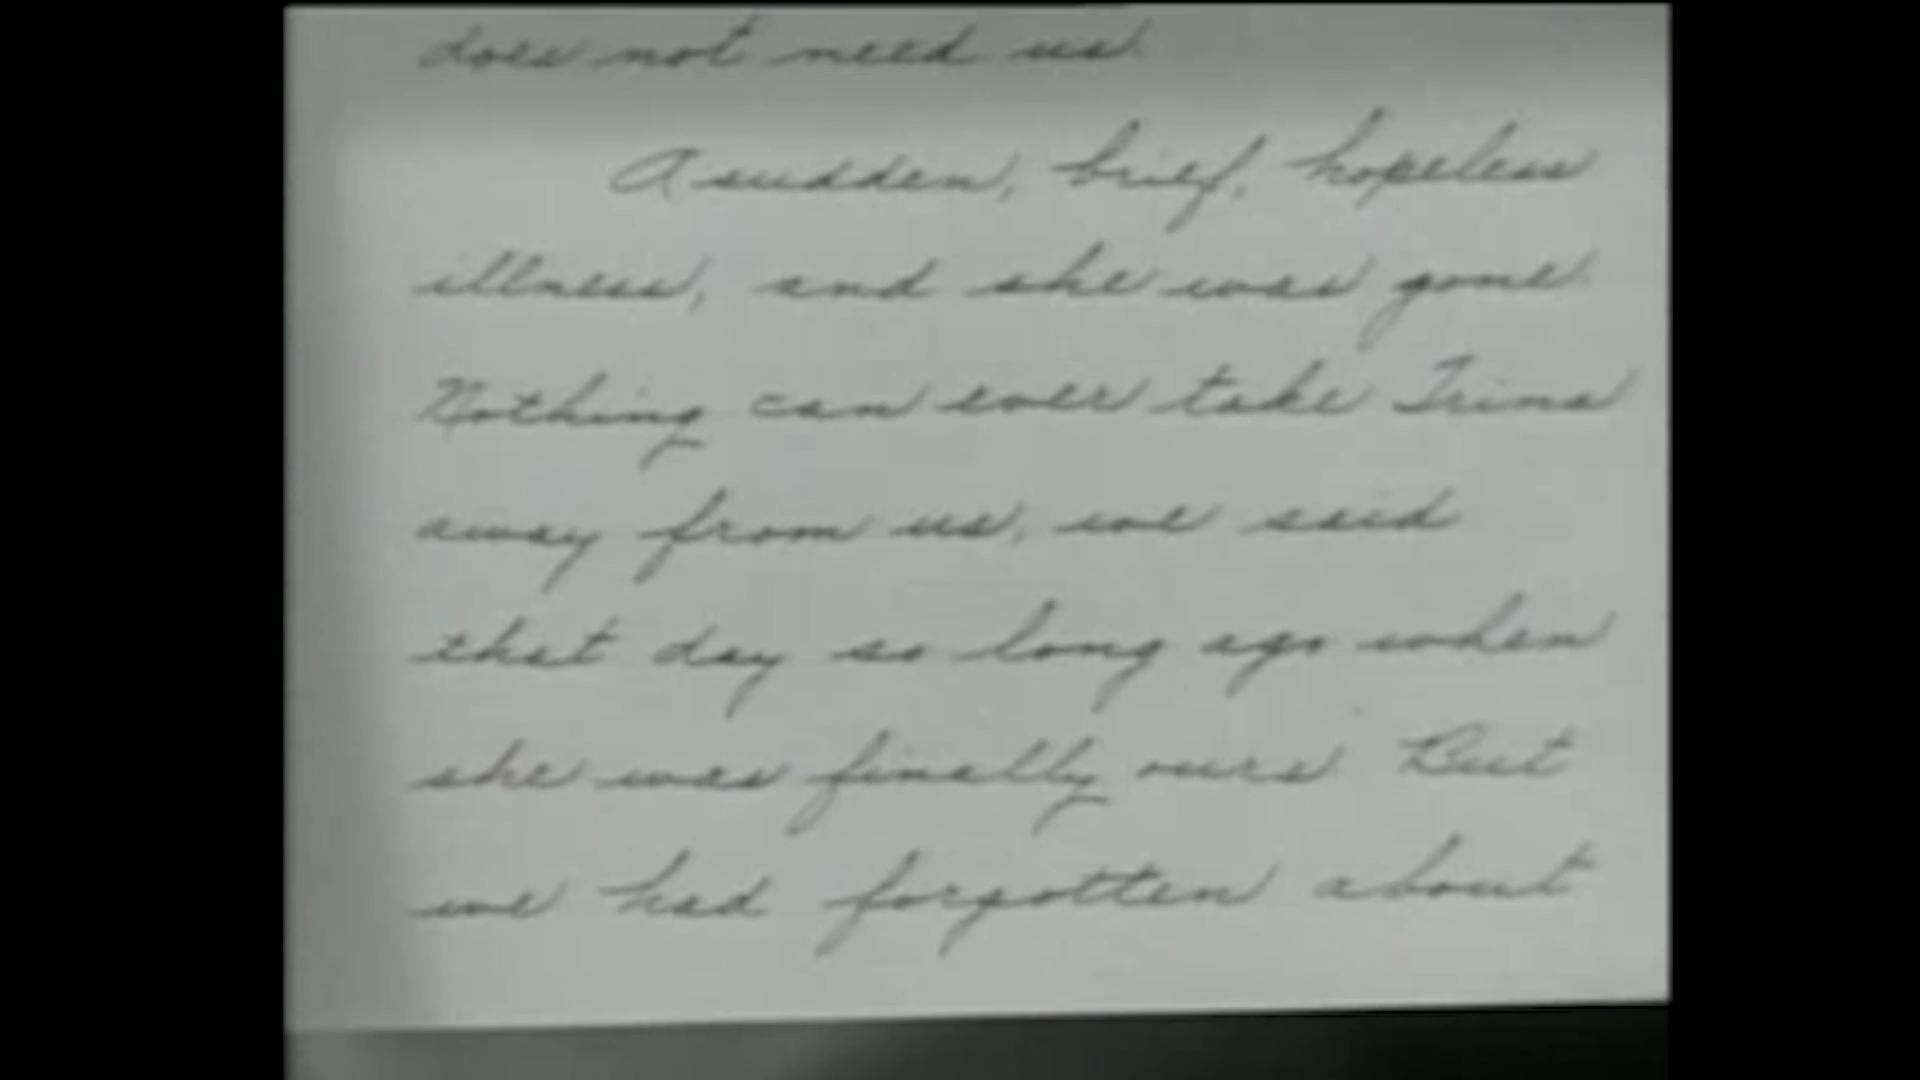 does not need us.
A sudden, brief, hopeless
illness, and she was gone.
Nothing can ever take Trina
away from us, we said
that day so long ago when
she was finally ours. But
we had forgotten about